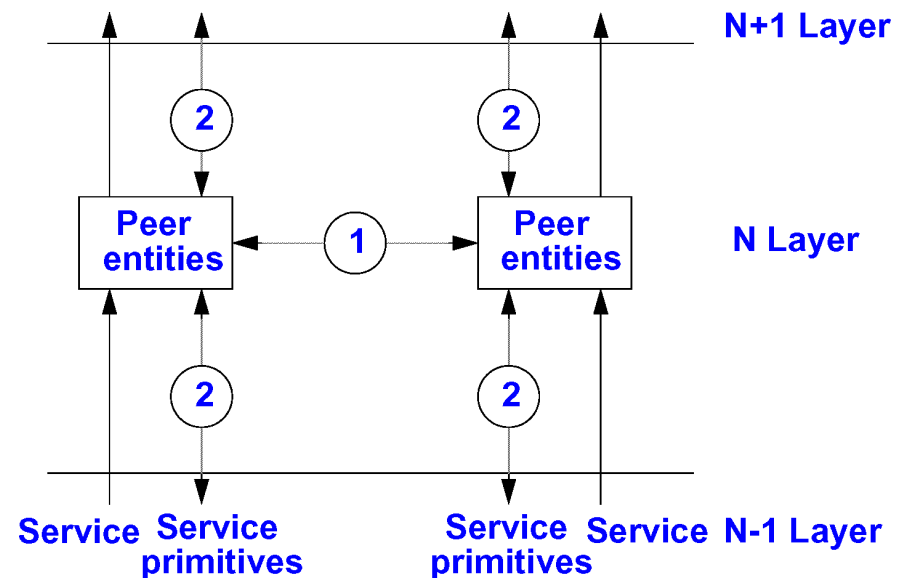 N+1 Layer
2
2
Peer
entities
1
Peer
entities
N Layer
2
2
Service
Service
primitives
Service
primitives
Service
N-1 Layer